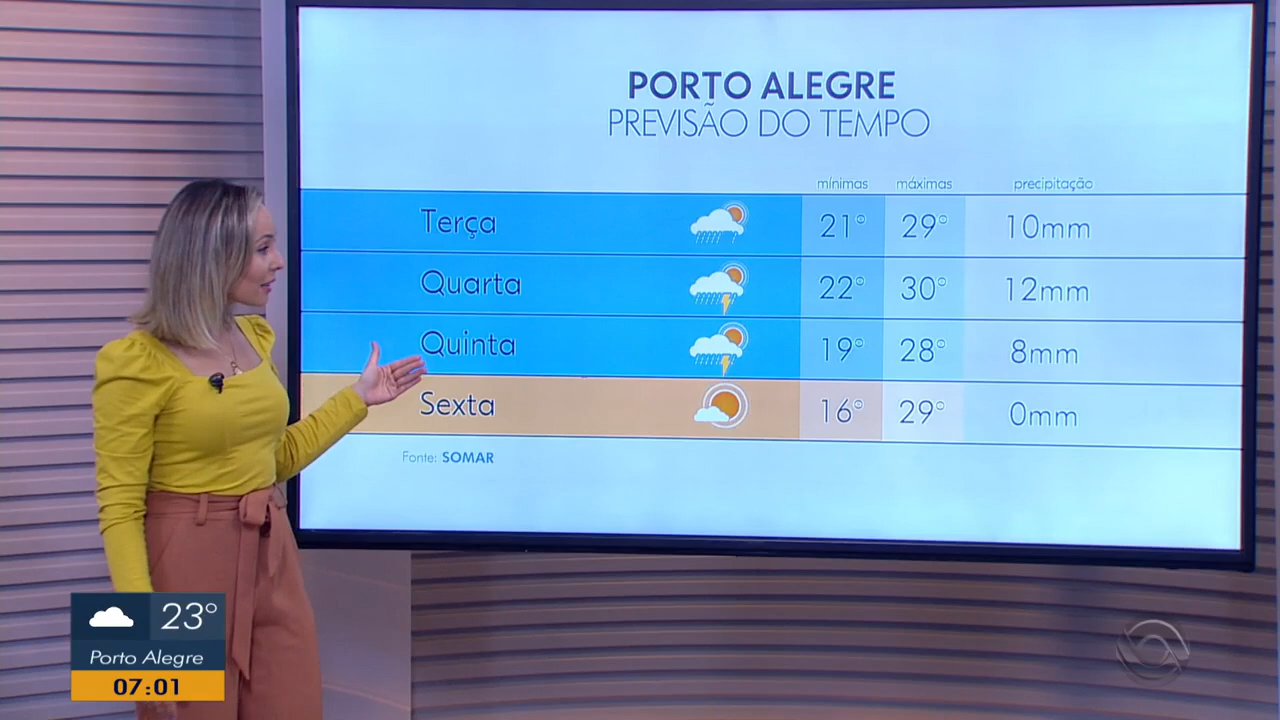 PORTO ALEGRE
PREVISÃO DO TEMPO
mínimas máximas precipitação
Terça 21° 29° 10mm
Quarta 22° 30° 12mm
Quinta 19° 28° 8mm
Sexta 16° 29° 0mm
Fonte: SOMAR
23°
Porto Alegre
07:01